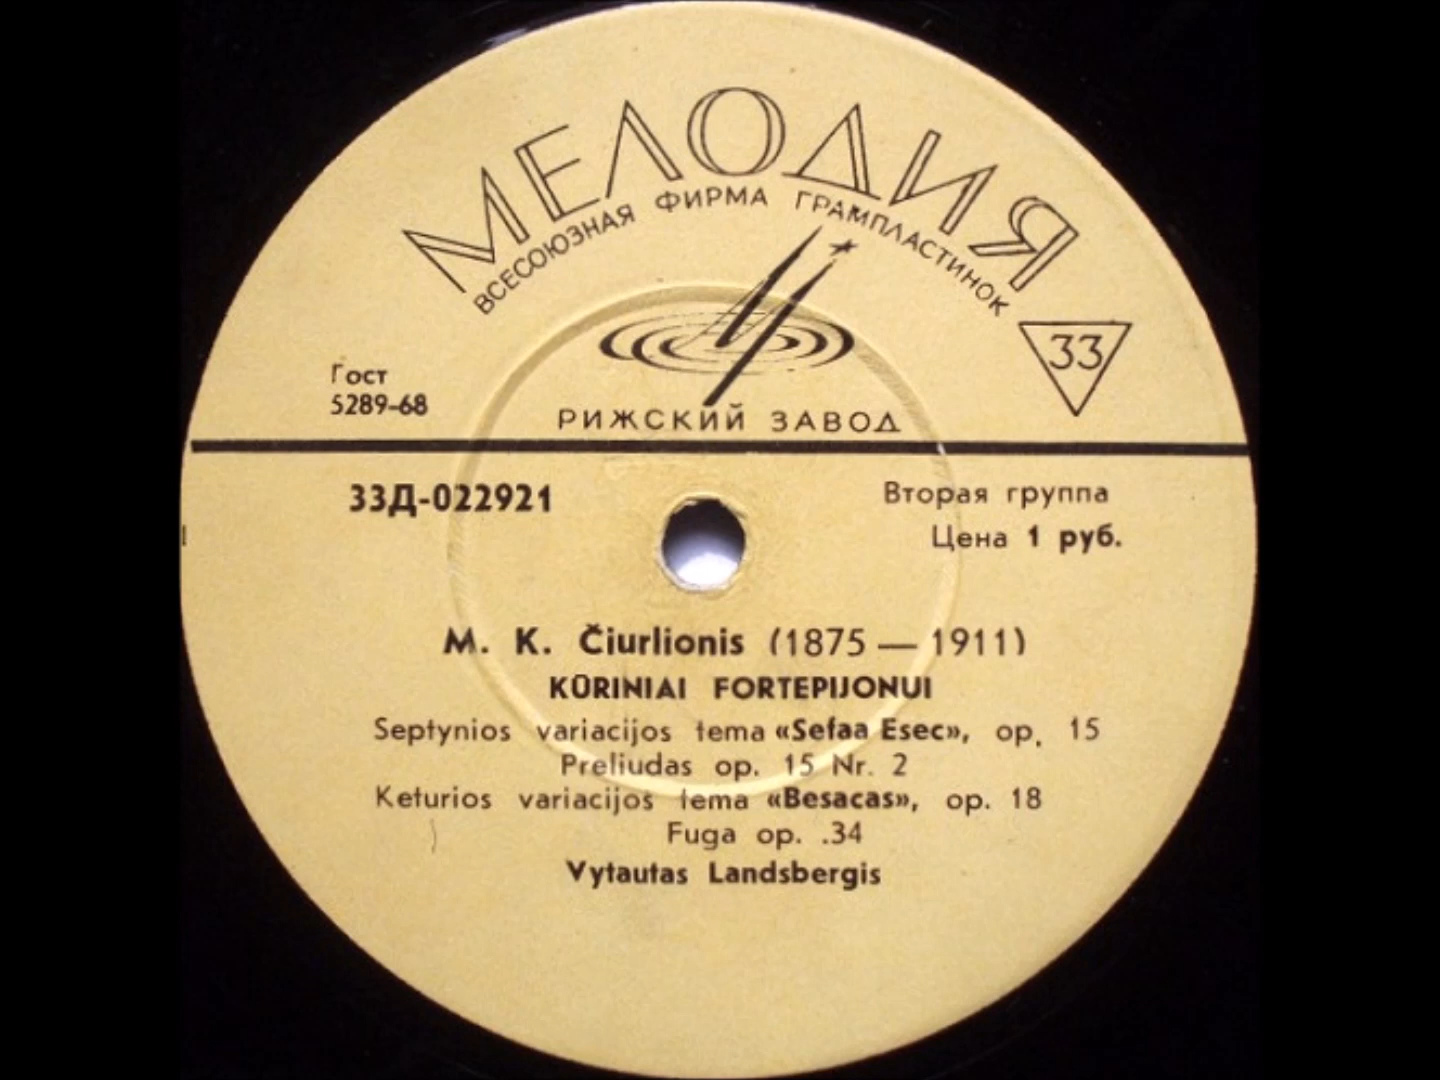 МЕЛОДИЯ
ВСЕСОЮЗНАЯ ФИРМА ГРАМПЛАСТИНОК
33
Гост
5289-68
РИЖСКИЙ ЗАВОД
33Д-022921
Вторая группа
Цена 1 руб.
M. K. Čiurlionis (1875 — 1911)
KŪRINIAI FORTEPIJONUI
Septynios variacijos tema «Sefaa Esec», op. 15
Preliudas op. 15 Nr. 2
Keturios variacijos tema «Besacas», op. 18
Fuga op. .34
Vytautas Landsbergis